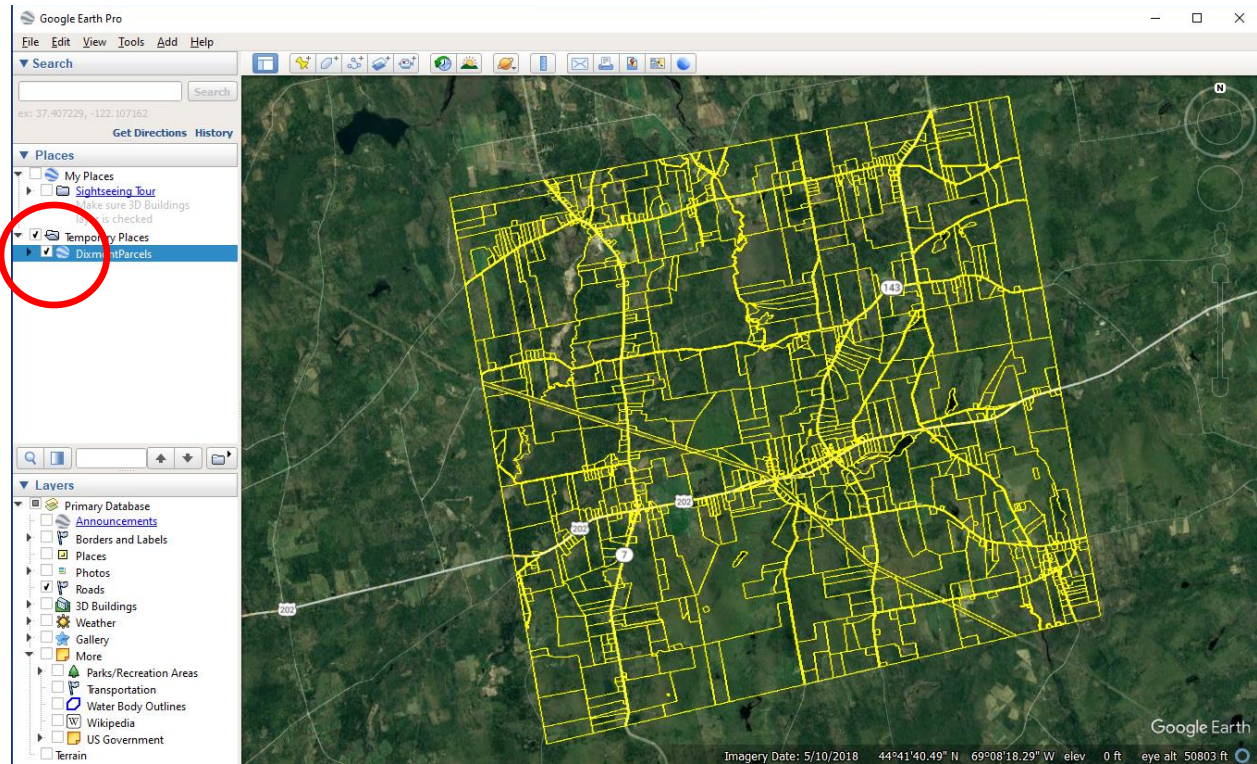 Google Earth Pro
File Edit View Tools Add Help
Search
Search
ex: 37.407229, -122.107162
Get Directions History
Places
My Places
Sightseeing Tour
Make sure 3D Buildings
layer is checked
Temporary Places
DixmontParcels
Layers
Primary Database
Announcements
Borders and Labels
Places
Photos
Roads
3D Buildings
Weather
Gallery
More
Parks/Recreation Areas
Transportation
Water Body Outlines
W Wikipedia
US Government
Terrain
N
143
202
202
7
202
Google Earth
Imagery Date: 5/10/2018 44°41'40.49" N 69°08'18.29" W elev 0 ft eye alt 50803 ft